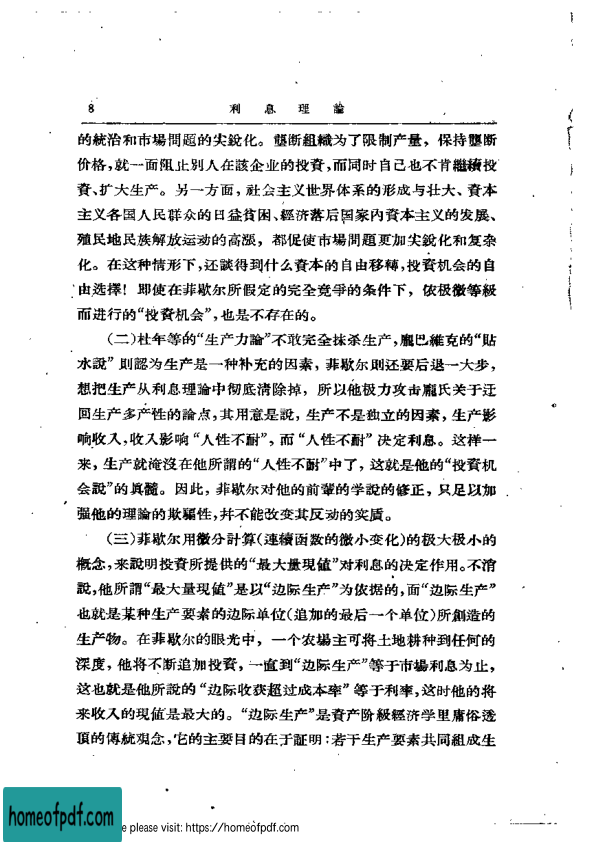 8 利息理論
的統治和市場問題的尖銳化。壟断組織为了限制产量，保持壟断
价格，就一面阻止別人在該企业的投資，而同时自己也不肯繼續投
資、扩大生产。另一方面，社会主义世界体系的形成与壮大、資本
主义各国人民群众的日益貧困、經济落后国家內資本主义的发展、
殖民地民族解放运动的高漲，都促使市場問題更加尖銳化和复杂
化。在这种情形下，还談得到什么資本的自由移轉，投資机会的自
由选擇！即使在菲歇尔所假定的完全竞爭的条件下，依极微等級
而进行的“投資机会”，也是不存在的。
（二）杜年等的“生产力論”不敢完全抹杀生产，龐巴維克的“貼
水說”則認为生产是一种补充的因素，菲歇尔則还要后退一大步，
想把生产从利息理論中彻底清除掉，所以他极力攻击龐氏关于迂
回生产多产性的論点，其用意是說，生产不是独立的因素，生产影
响收入，收入影响“人性不耐”，而“人性不耐”决定利息。这样一
来，生产就淹沒在他所謂的“人性不耐”中了，这就是他的“投資机
会說”的眞髓。因此，菲歇尔对他的前輩的学說的修正，只足以加
强他的理論的欺騙性，幷不能改变其反动的实质。
（三）菲歇尔用微分計算（連續函数的微小变化）的极大极小的
概念，来說明投資所提供的“最大量現値”对利息的决定作用。不消
說，他所謂“最大量現値”是以“边际生产”为依据的，而“边际生产”
也就是某种生产要素的边际单位（追加的最后一个单位）所創造的
生产物。在菲歇尔的眼光中，一个农場主可将土地耕种到任何的
深度，他将不断追加投資，一直到“边际生产”等于市場利息为止，
这也就是他所說的“边际收获超过成本率”等于利率，这时他的将
来收入的現値是最大的。“边际生产”是資产阶級經济学里庸俗透
頂的傳統观念，它的主要目的在于証明：若干生产要素共同組成生
homeofpdf.com
e please visit: https://homeofpdf.com